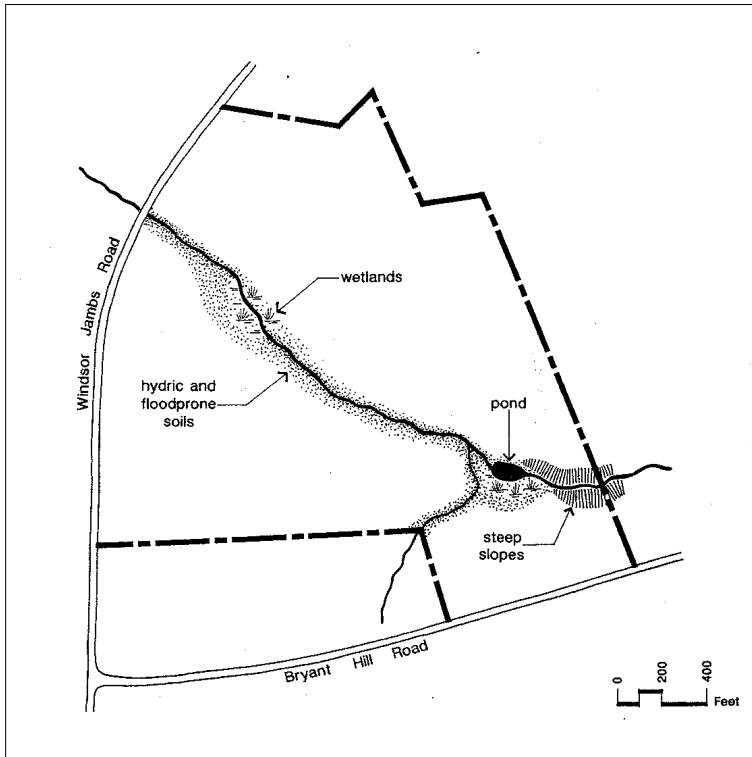 wetlands
Windsor Jambs Road
hydric and
floodprone
soils
pond
steep
slopes
Bryant Hill Road
0
200
400
Feet